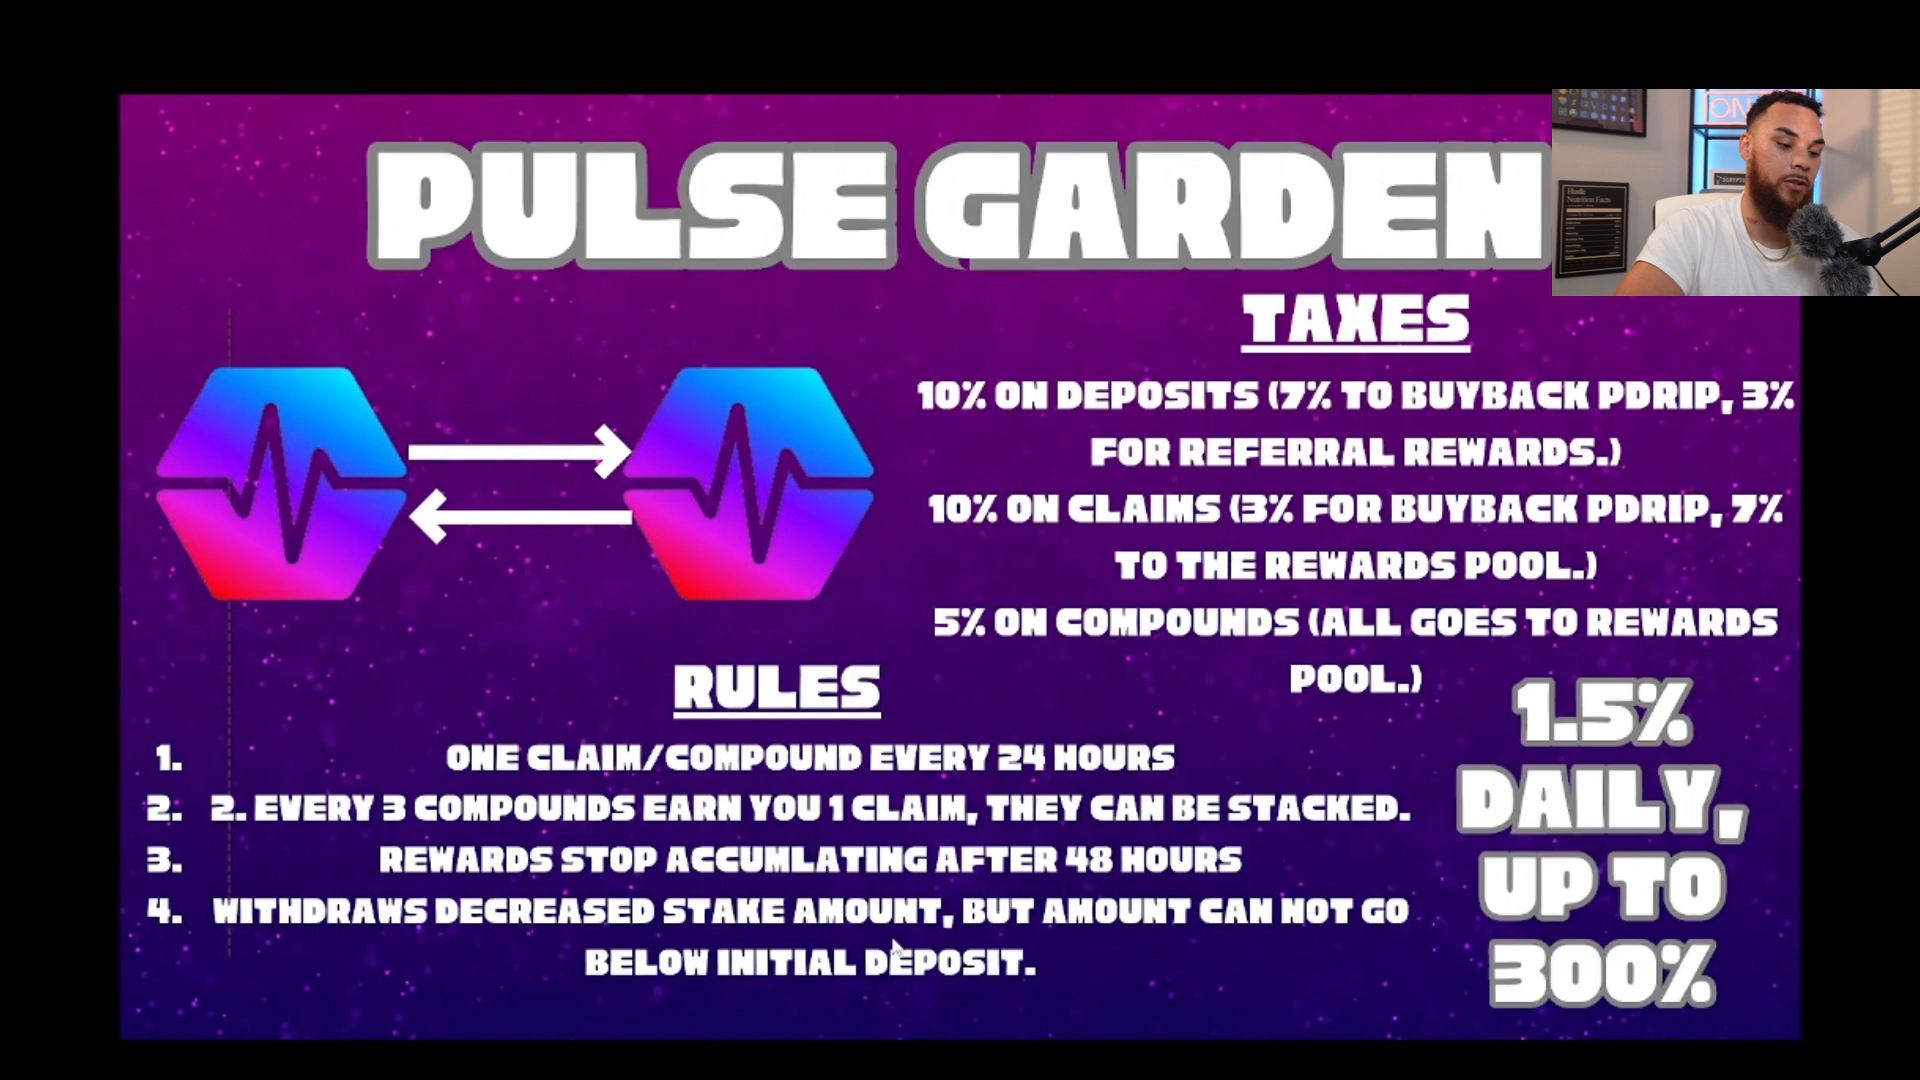 PULSE GARDEN
ON
Hustle
Nutrition Facts
TAXES
10% ON DEPOSITS (7% TO BUYBACK PDRIP, 3%
FOR REFERRAL REWARDS.)
10% ON CLAIMS (3% FOR BUYBACK PDRIP, 7%
TO THE REWARDS POOL.)
5% ON COMPOUNDS (ALL GOES TO REWARDS
POOL.)
RULES
1. ONE CLAIM/COMPOUND EVERY 24 HOURS
2. 2. EVERY 3 COMPOUNDS EARN YOU 1 CLAIM, THEY CAN BE STACKED.
3. REWARDS STOP ACCUMLATING AFTER 48 HOURS
4. WITHDRAWS DECREASED STAKE AMOUNT, BUT AMOUNT CAN NOT GO
BELOW INITIAL DEPOSIT.
1.5%
DAILY,
UP TO
300%